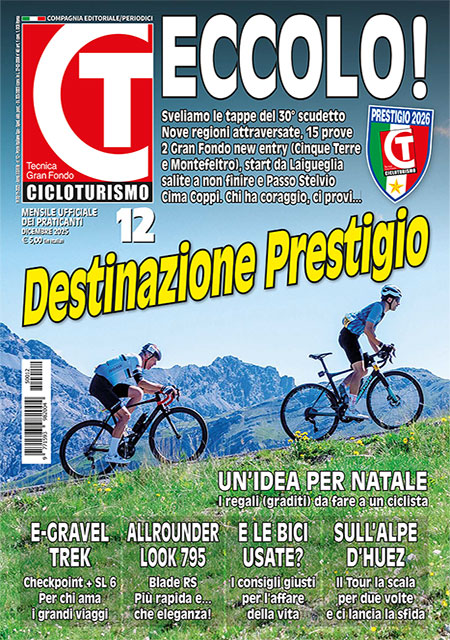 COMPAGNIA EDITORIALE/PERIODICI
CT
Tecnica
Gran Fondo
CICLOTURISMO
MENSILE UFFICIALE
DEI PRATICANTI
DICEMBRE 2025
€ 5,00
12
ECCOLO!
Sveliamo le tappe del 30° scudetto
Nove regioni attraversate, 15 prove
2 Gran Fondo new entry (Cinque Terre
e Montefeltro), start da Laigueglia
salite a non finire e Passo Stelvio
Cima Coppi. Chi ha coraggio, ci provi...
PRESTIGIO 2026
CT
CICLOTURISMO
Destinazione Prestigio
UN'IDEA PER NATALE
I regali (graditi) da fare a un ciclista
E-GRAVEL
TREK
Checkpoint + SL 6
Per chi ama
i grandi viaggi
ALLROUNDER
LOOK 795
Blade RS
Più rapida e...
che eleganza!
E LE BICI
USATE?
I consigli giusti
per l'affare
della vita
SULL'ALPE
D'HUEZ
Il Tour la scala
per due volte
e ci lancia la sfida